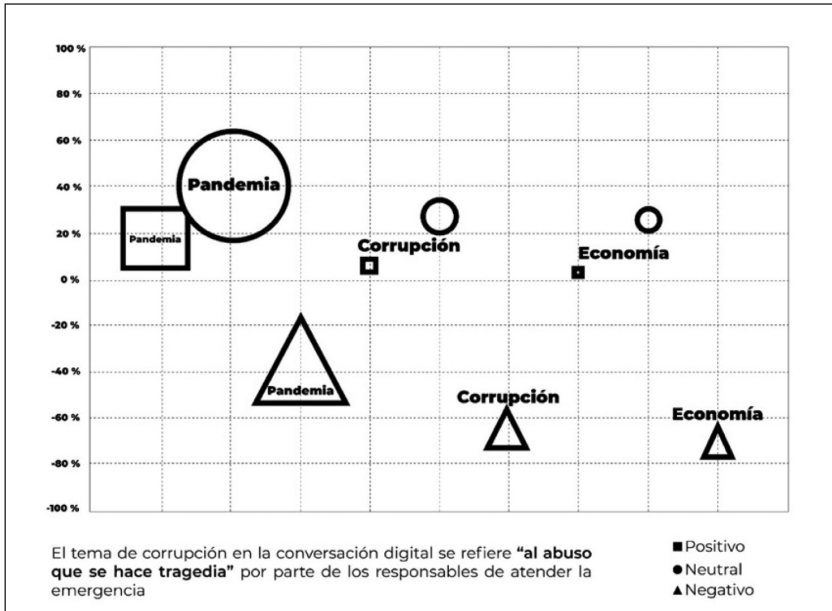 100 %
80 %
60 %
40 %
20 %
0 %
-20 %
-40 %
-60 %
-80 %
-100 %
Pandemia
Pandemia
Corrupción
Economía
Pandemia
Corrupción
Economía
El tema de corrupción en la conversación digital se refiere “al abuso
que se hace tragedia” por parte de los responsables de atender la
emergencia
Positivo
Neutral
Negativo